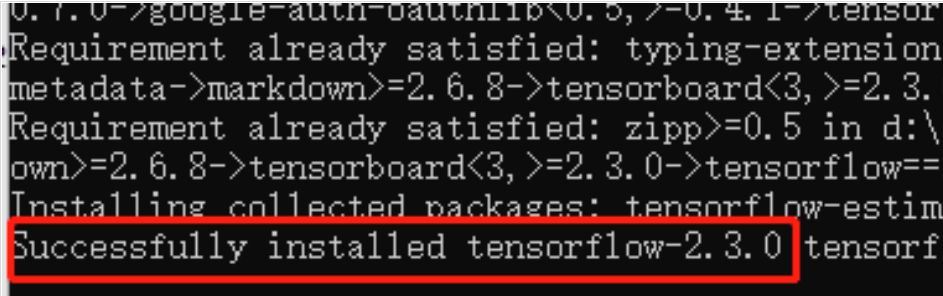 0.7.0->google-auth-oauthlib<0.5,>=0.4.1->tensor
Requirement already satisfied: typing-extension
metadata->markdown>=2.6.8->tensorboard<3,>=2.3.
Requirement already satisfied: zipp>=0.5 in d:\
own>=2.6.8->tensorboard<3,>=2.3.0->tensorflow==
Installing collected packages: tensorflow-estim
Successfully installed tensorflow-2.3.0 tensorf